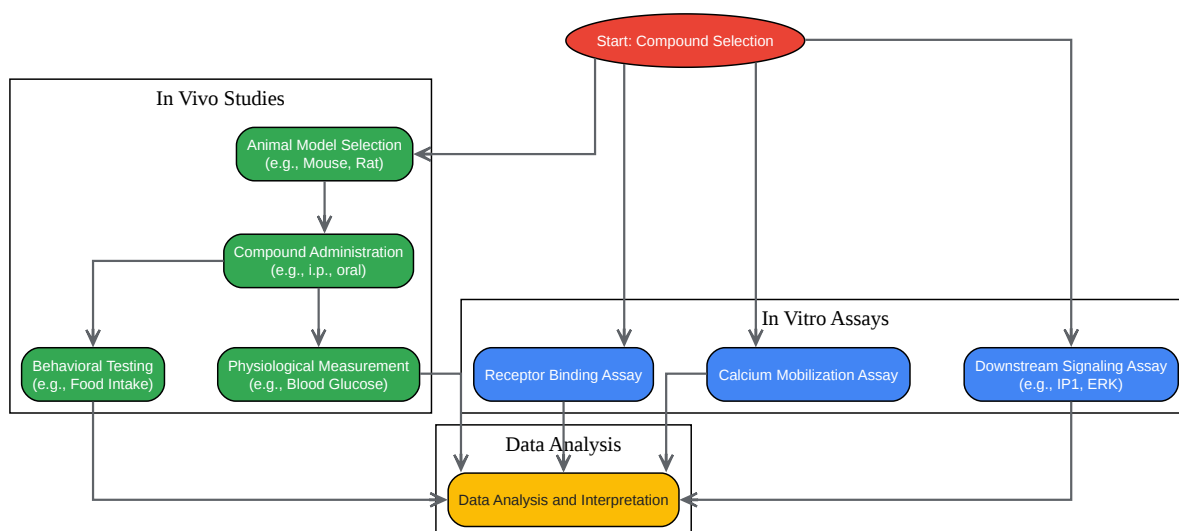 Start: Compound Selection
In Vivo Studies
Animal Model Selection
(e.g., Mouse, Rat)
Compound Administration
(e.g., i.p., oral)
Behavioral Testing
(e.g., Food Intake)
Physiological Measurement
(e.g., Blood Glucose)
In Vitro Assays
Receptor Binding Assay
Calcium Mobilization Assay
Downstream Signaling Assay
(e.g., IP1, ERK)
Data Analysis
Data Analysis and Interpretation